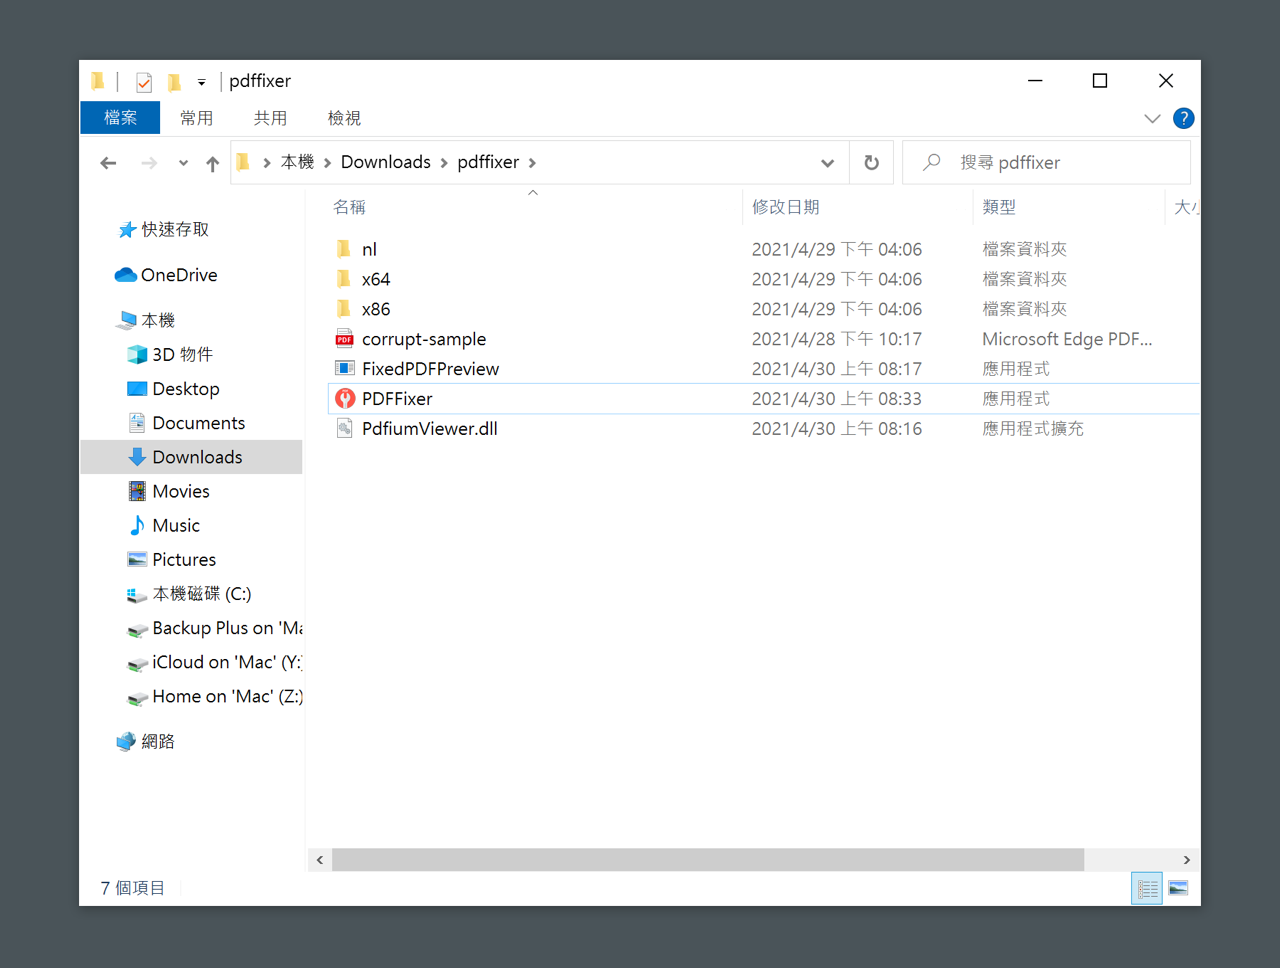 pdffixer
檔案 常用 共用 檢視
?
本機 Downloads pdffixer 搜尋 pdffixer
名稱 修改日期 類型 大小
快速存取
OneDrive
本機
3D 物件
Desktop
Documents
Downloads
Movies
Music
Pictures
本機磁碟 (C:)
Backup Plus on 'Ma
iCloud on 'Mac' (Y:)
Home on 'Mac' (Z:)
網路
nl 2021/4/29 下午 04:06 檔案資料夾
x64 2021/4/29 下午 04:06 檔案資料夾
x86 2021/4/29 下午 04:06 檔案資料夾
PDF corrupt-sample 2021/4/28 下午 10:17 Microsoft Edge PDF...
FixedPDFPreview 2021/4/30 上午 08:17 應用程式
PDFFixer 2021/4/30 上午 08:33 應用程式
PdfiumViewer.dll 2021/4/30 上午 08:16 應用程式擴充
7 個項目